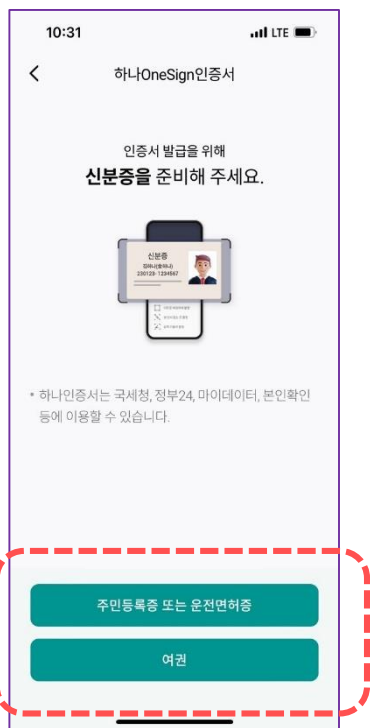 10:31 LTE
하나OneSign인증서
인증서 발급을 위해
신분증을 준비해 주세요.
신분증
230123- 1234567
* 하나인증서는 국세청, 정부24, 마이데이터, 본인확인
등에 이용할 수 있습니다.
주민등록증 또는 운전면허증
여권